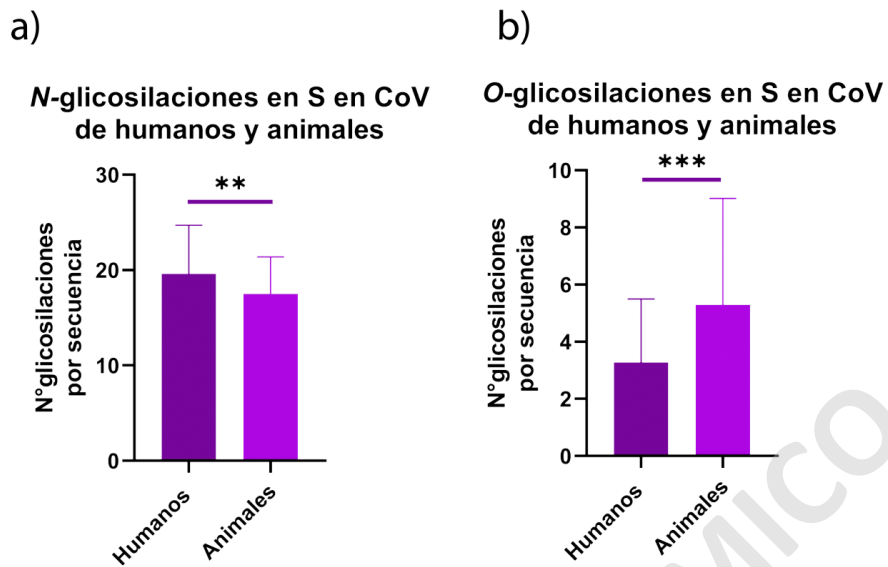 a)
N-glicosilaciones en S en CoV
de humanos y animales
**
30
20
10
0
N°glicosilaciones
por secuencia
Humanos
Animales
b)
O-glicosilaciones en S en CoV
de humanos y animales
***
10
8
6
4
2
0
N°glicosilaciones
por secuencia
Humanos
Animales
MICO